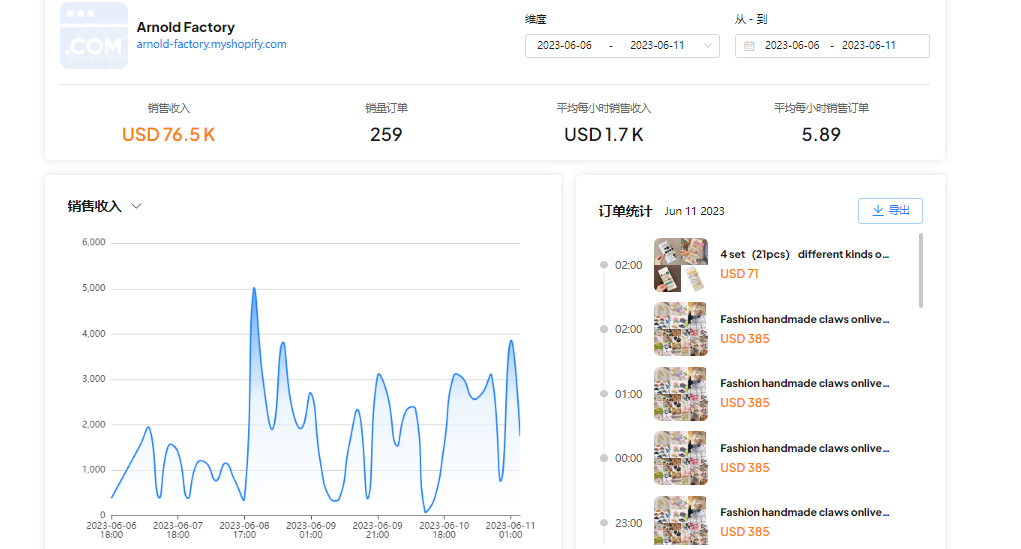 .COM
Arnold Factory
arnold-factory.myshopify.com
维度
2023-06-06 - 2023-06-11
从 - 到
2023-06-06 - 2023-06-11
销售收入
USD 76.5 K
销量订单
259
平均每小时销售收入
USD 1.7 K
平均每小时销售订单
5.89
销售收入
6,000
5,000
4,000
3,000
2,000
1,000
0
2023-06-06 18:00
2023-06-07 18:00
2023-06-08 17:00
2023-06-09 01:00
2023-06-09 21:00
2023-06-10 18:00
2023-06-11 01:00
订单统计 Jun 11 2023
导出
02:00
4 set（21pcs） different kinds o...
USD 71
02:00
Fashion handmade claws onlive...
USD 385
01:00
Fashion handmade claws onlive...
USD 385
00:00
Fashion handmade claws onlive...
USD 385
23:00
Fashion handmade claws onlive...
USD 385